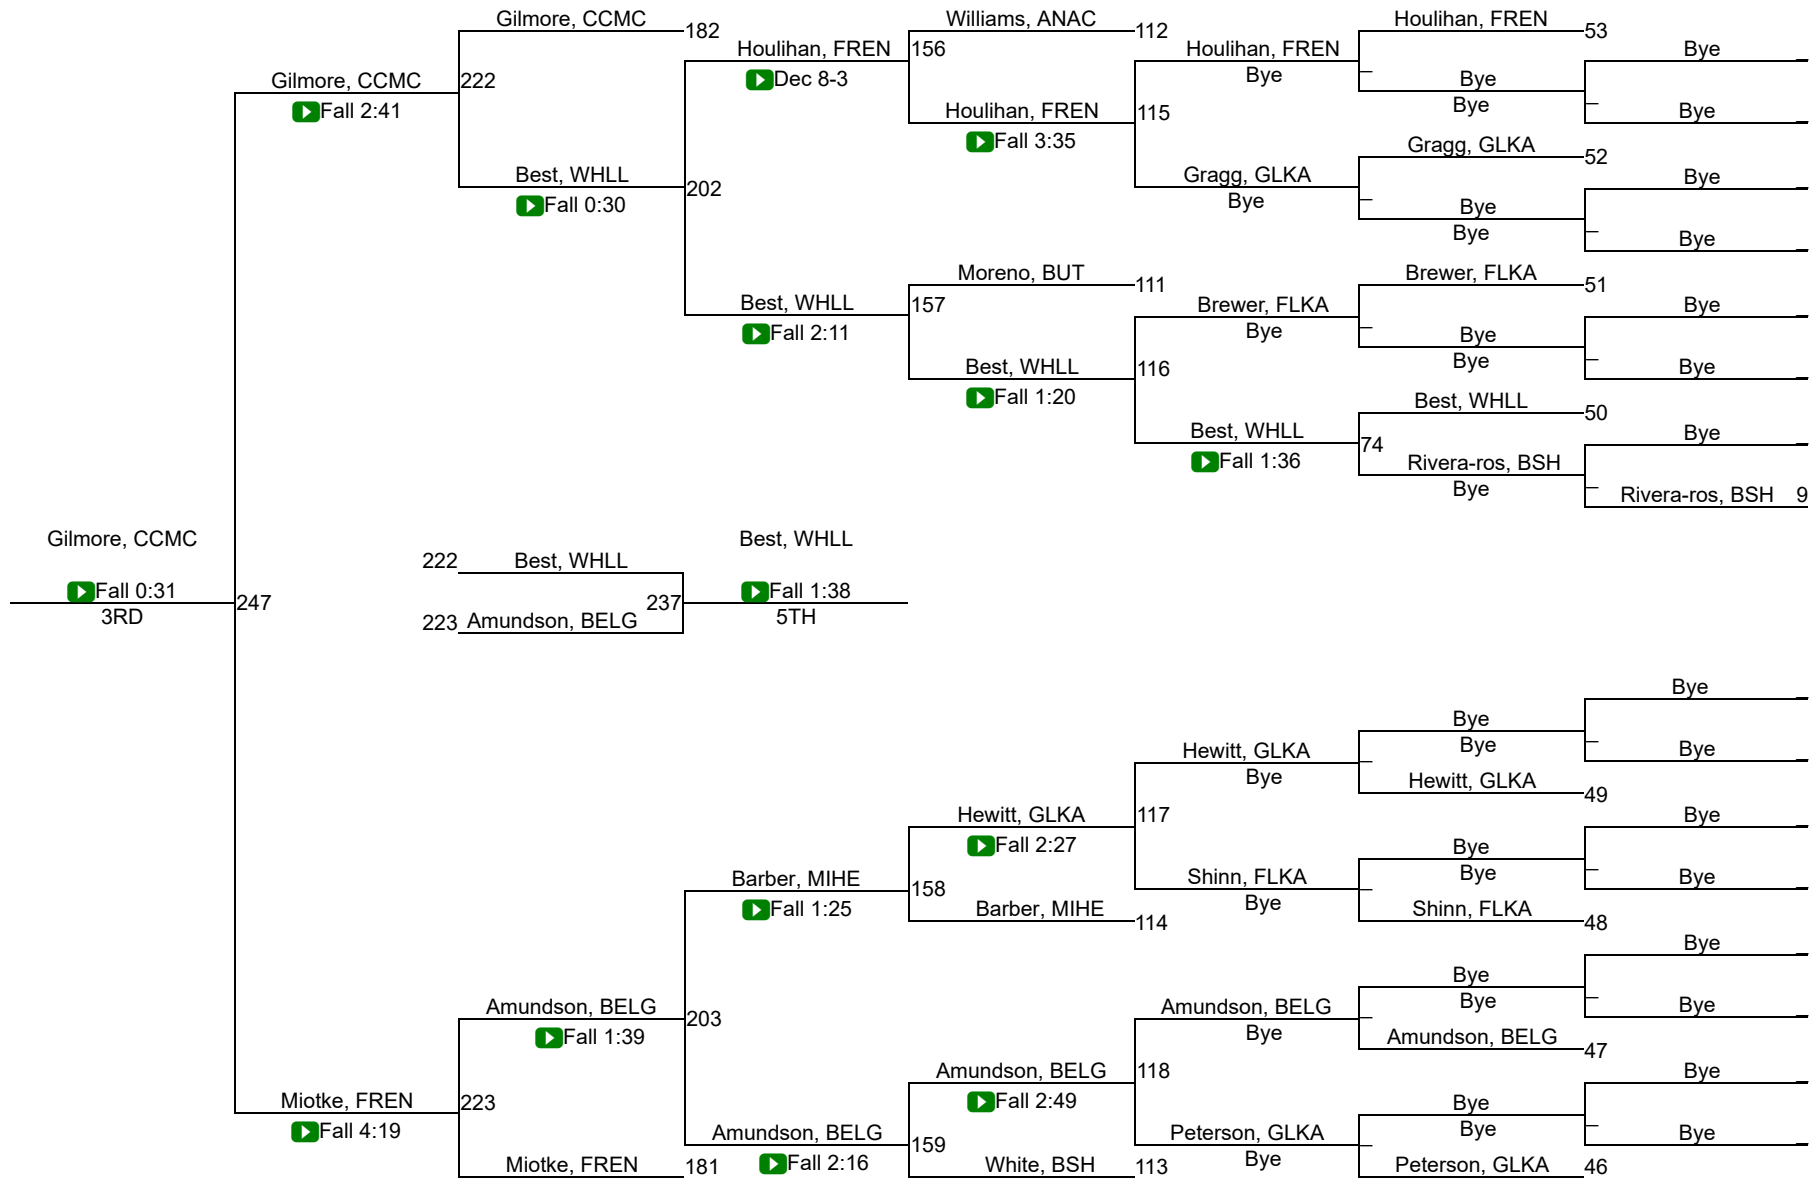 Gilmore, CCMC
182
Houlihan, FREN
156
Williams, ANAC
112
Houlihan, FREN
Bye
Houlihan, FREN
53
Bye
Dec 8-3
Gilmore, CCMC
222
Fall 2:41
Bye
Bye
Bye
Houlihan, FREN
115
Fall 3:35
Gragg, GLKA
52
Best, WHLL
Fall 0:30
202
Gragg, GLKA
Bye
Bye
Bye
Bye
Bye
Moreno, BUT
111
Brewer, FLKA
51
Best, WHLL
157
Fall 2:11
Brewer, FLKA
Bye
Bye
Bye
Bye
Bye
Best, WHLL
116
Fall 1:20
Best, WHLL
50
Best, WHLL
74
Fall 1:36
Bye
Rivera-ros, BSH
Bye
Rivera-ros, BSH 9
Gilmore, CCMC
Best, WHLL
222 Best, WHLL
Fall 0:31
247
3RD
237
Fall 1:38
5TH
223 Amundson, BELG
Bye
Bye
Bye
Bye
Hewitt, GLKA
Bye
Hewitt, GLKA
49
Hewitt, GLKA
117
Fall 2:27
Bye
Bye
Bye
Bye
Barber, MIHE
158
Fall 1:25
Shinn, FLKA
Bye
Barber, MIHE
114
Shinn, FLKA
48
Bye
Bye
Bye
Bye
Amundson, BELG
203
Fall 1:39
Amundson, BELG
Bye
Amundson, BELG
47
Amundson, BELG
118
Fall 2:49
Bye
Bye
Bye
Bye
Miotke, FREN
223
Fall 4:19
Amundson, BELG
159
Fall 2:16
Peterson, GLKA
Bye
Miotke, FREN
181
White, BSH
113
Peterson, GLKA
46